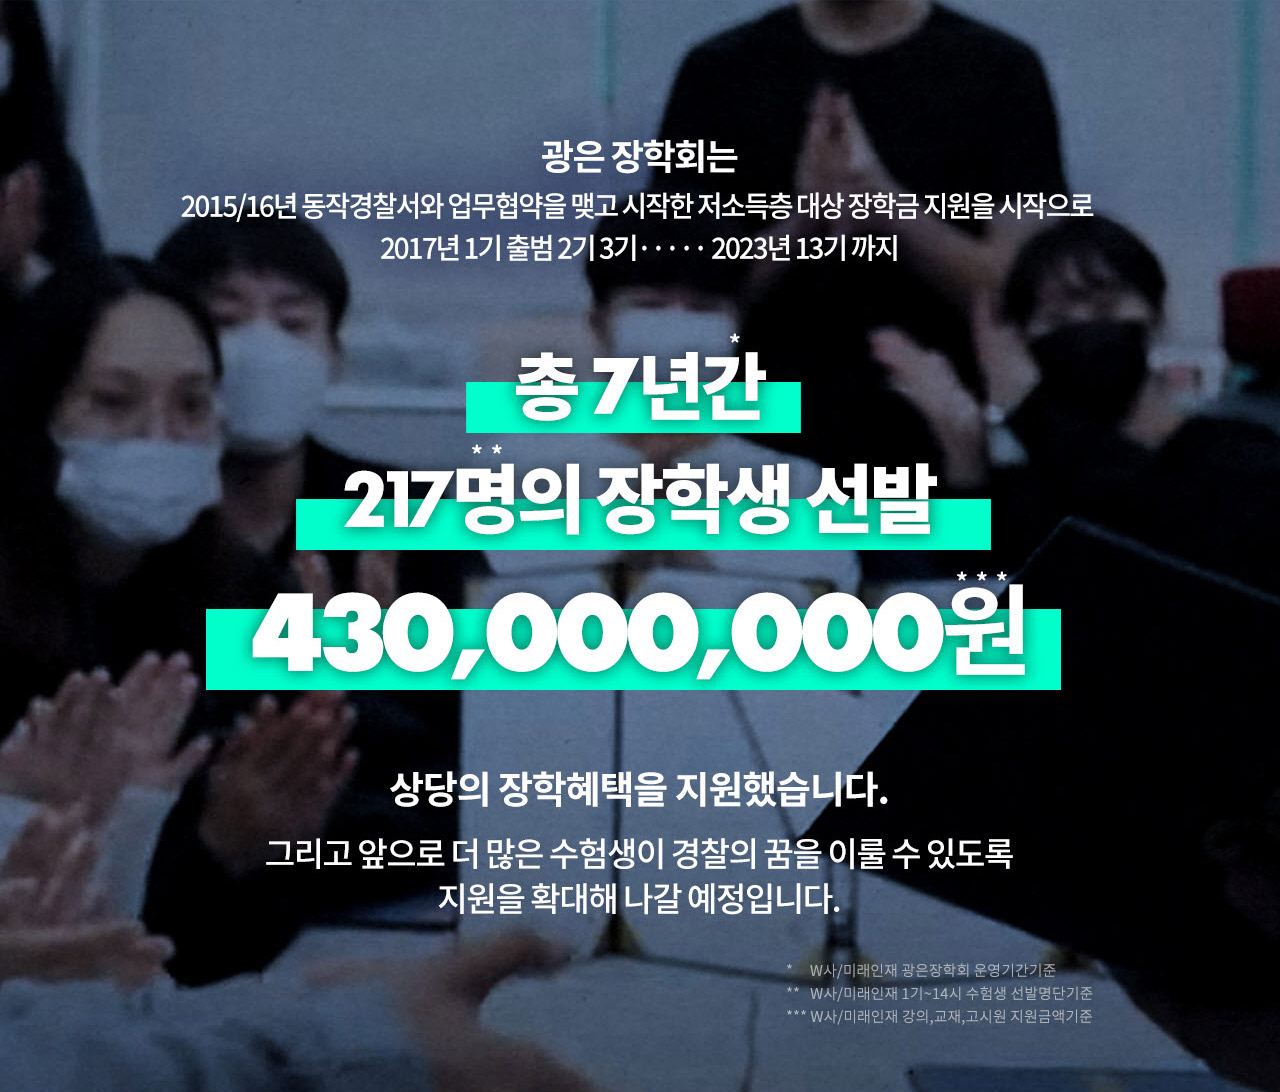 광은 장학회는
2015/16년 동작경찰서와 업무협약을 맺고 시작한 저소득층 대상 장학금 지원을 시작으로
2017년 1기 출범 2기 3기····· 2023년 13기 까지
총 7년간*
217명**의 장학생 선발
430,000,000원***
상당의 장학혜택을 지원했습니다.
그리고 앞으로 더 많은 수험생이 경찰의 꿈을 이룰 수 있도록
지원을 확대해 나갈 예정입니다.
* W사/미래인재 광은장학회 운영기간기준
** W사/미래인재 1기~14시 수험생 선발명단기준
*** W사/미래인재 강의,교재,고시원 지원금액기준